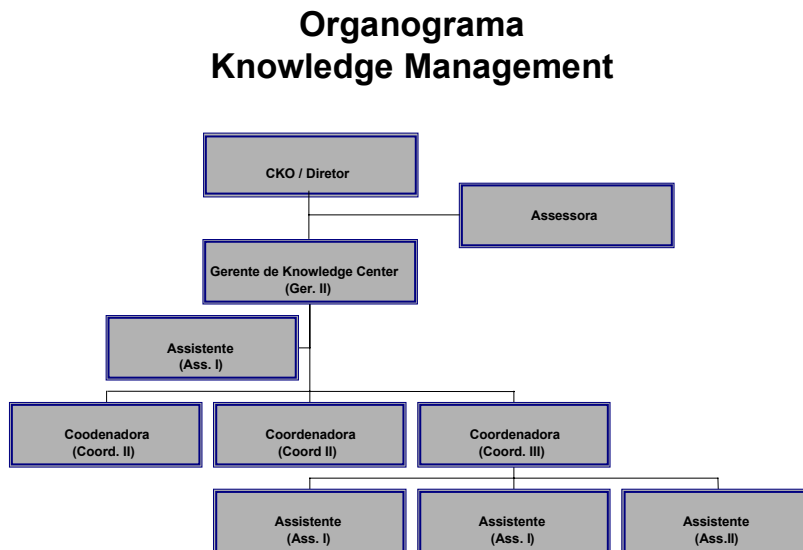 Organograma
Knowledge Management
CKO / Diretor
Assessora
Gerente de Knowledge Center
(Ger. II)
Assistente
(Ass. I)
Coodenadora
(Coord. II)
Coordenadora
(Coord II)
Coordenadora
(Coord. III)
Assistente
(Ass. I)
Assistente
(Ass. I)
Assistente
(Ass.II)